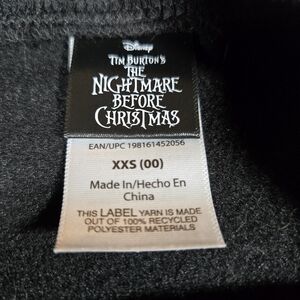 Disney
TIM BURTON'S
THE
NIGHTMARE
BEFORE
CHRISTMAS
EAN/UPC 198161452056
XXS (00)
Made In/Hecho En
China
THIS LABEL YARN IS MADE
OUT OF 100% RECYCLED
POLYESTER MATERIALS